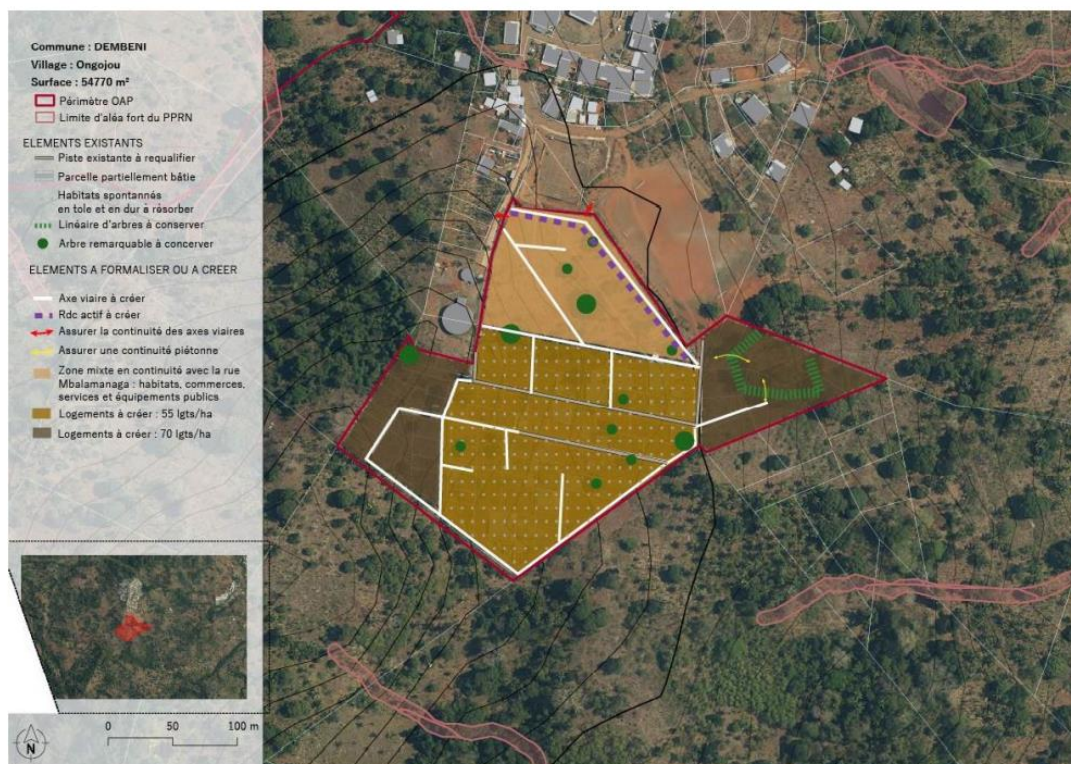 Commune : DEMBENI
Village : Ongojou
Surface : 54770 m²
Périmètre OAP
Limite d'aléa fort du PPRN
ELEMENTS EXISTANTS
Piste existante à requalifier
Parcelle partiellement bâtie
Habitats spontannés
en tole et en dur à résorber
Linéaire d'arbres à conserver
Arbre remarquable à concerver
ELEMENTS A FORMALISER OU A CREER
Axe viaire à créer
Rdc actif à créer
Assurer la continuité des axes viaires
Assurer une continuité piétonne
Zone mixte en continuité avec la rue
Mbalamanaga : habitats, commerces,
services et équipements publics
Logements à créer : 55 lgts/ha
Logements à créer : 70 lgts/ha
0 50 100 m
N